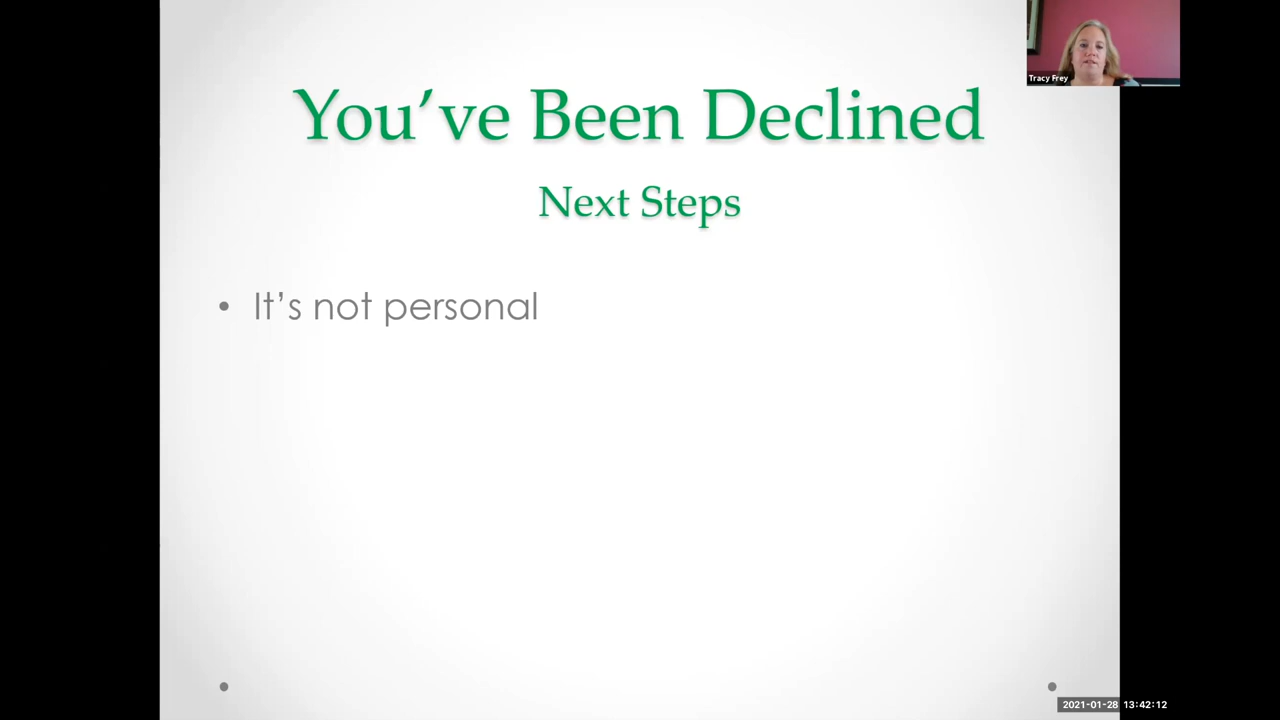 Tracy Frey
You’ve Been Declined
Next Steps
• It’s not personal
2021-01-28 13:42:12